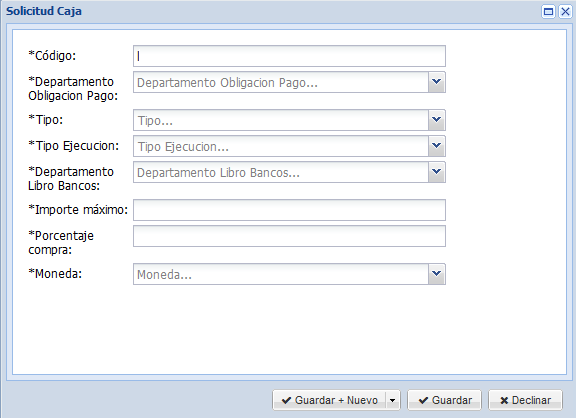 Solicitud Caja
*Código:
*Departamento Obligacion Pago: Departamento Obligacion Pago...
*Tipo: Tipo...
*Tipo Ejecucion: Tipo Ejecucion...
*Departamento Libro Bancos: Departamento Libro Bancos...
*Importe máximo:
*Porcentaje compra:
*Moneda: Moneda...
Guardar + Nuevo Guardar Declinar